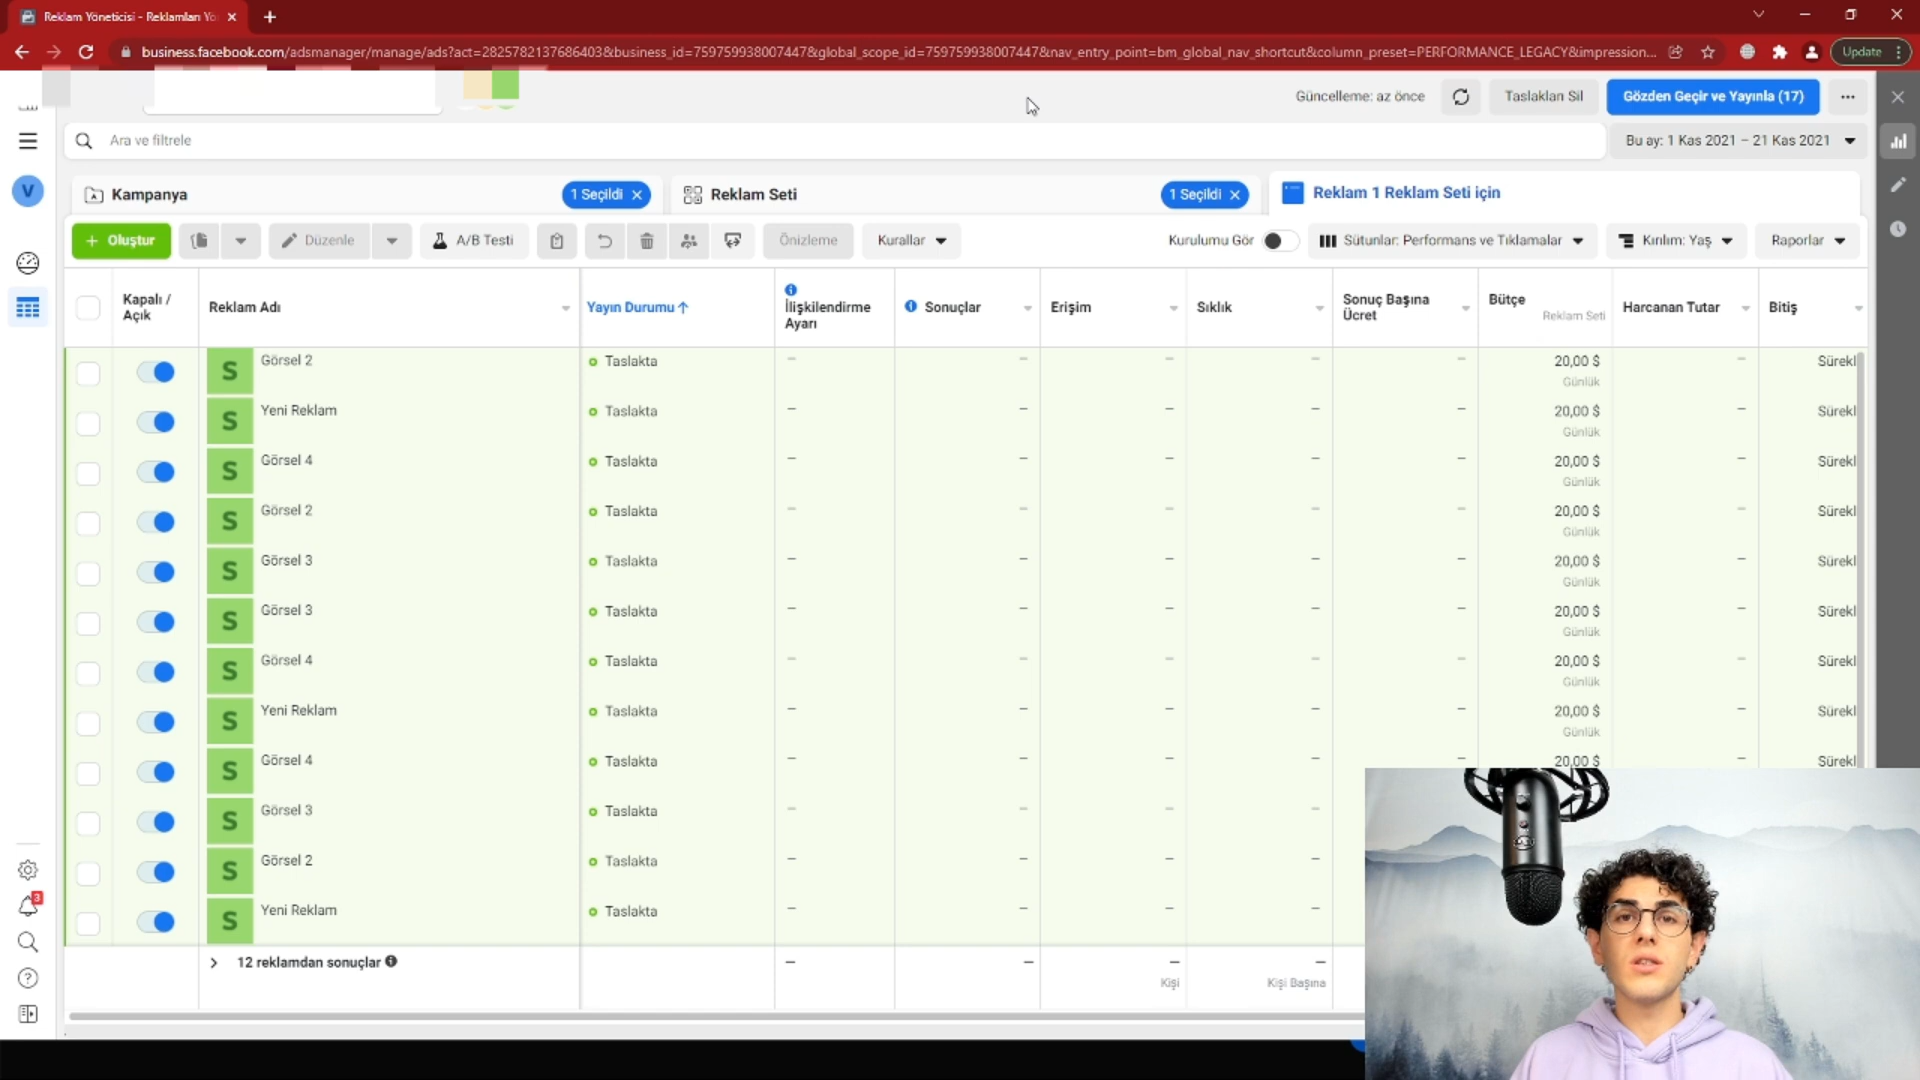 Reklam Yöneticisi - Reklamları Yö
business.facebook.com/adsmanager/manage/ads?act=2825782137686403&business_id=759759938007447&global_scope_id=759759938007447&nav_entry_point=bm_global_nav_shortcut&column_preset=PERFORMANCE_LEGACY&impression...
Update
Güncelleme: az önce
Taslakları Sil
Gözden Geçir ve Yayınla (17)
Ara ve filtrele
Bu ay: 1 Kas 2021 – 21 Kas 2021
V
Kampanya
1 Seçildi
Reklam Seti
1 Seçildi
Reklam 1 Reklam Seti için
+ Oluştur
Düzenle
A/B Testi
Önizleme
Kurallar
Kurulumu Gör
Sütunlar: Performans ve Tıklamalar
Kırılım: Yaş
Raporlar
Kapalı / Açık
Reklam Adı
Yayın Durumu ↑
İlişkilendirme Ayarı
Sonuçlar
Erişim
Sıklık
Sonuç Başına Ücret
Bütçe
Reklam Seti
Harcanan Tutar
Bitiş
S Görsel 2 Taslakta – – – – – 20,00 $ – Sürekl
Günlük
S Yeni Reklam Taslakta – – – – – 20,00 $ – Sürekl
Günlük
S Görsel 4 Taslakta – – – – – 20,00 $ – Sürekl
Günlük
S Görsel 2 Taslakta – – – – – 20,00 $ – Sürekl
Günlük
S Görsel 3 Taslakta – – – – – 20,00 $ – Sürekl
Günlük
S Görsel 3 Taslakta – – – – – 20,00 $ – Sürekl
Günlük
S Görsel 4 Taslakta – – – – – 20,00 $ – Sürekl
Günlük
S Yeni Reklam Taslakta – – – – – 20,00 $ – Sürekl
Günlük
S Görsel 4 Taslakta – – – – – 20,00 $ – Sürekl
S Görsel 3 Taslakta – – – –
S Görsel 2 Taslakta – – – –
S Yeni Reklam Taslakta – – – –
3
12 reklamdan sonuçlar – – – –
Kişi
Kişi Başına